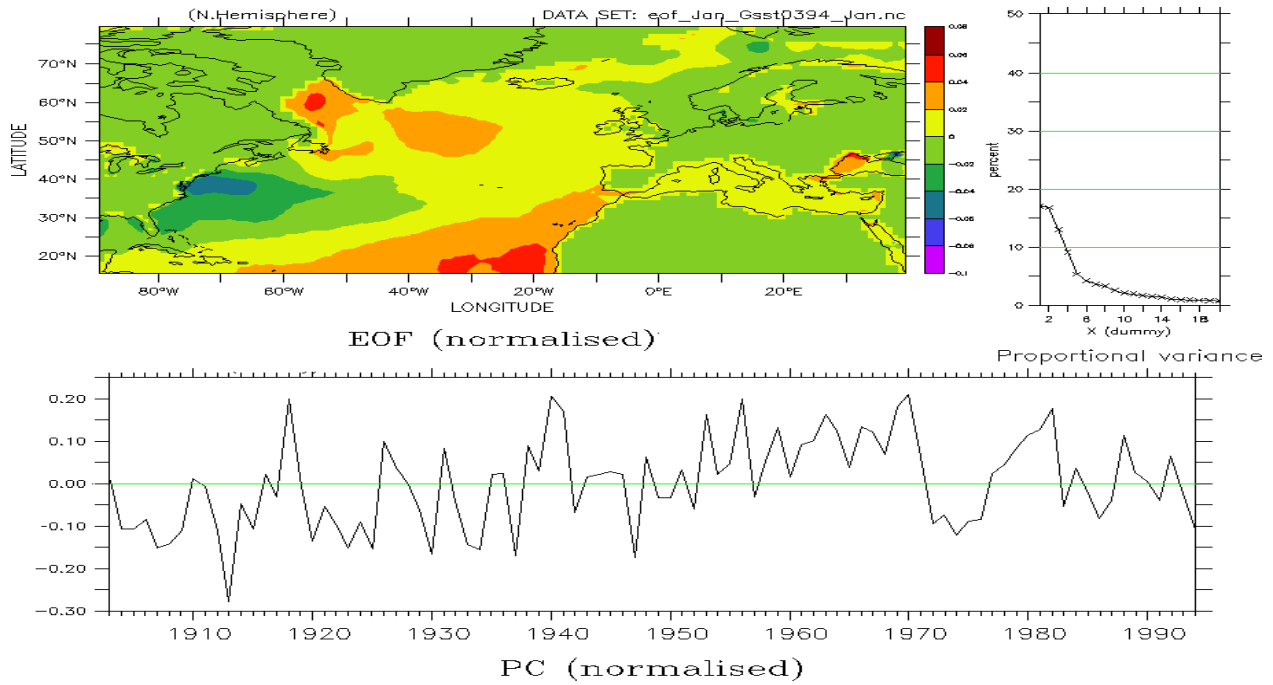 (N.Hemisphere)
DATA SET: eof_Jan_Gsst0394_Jan.nc
70°N
60°N
50°N
40°N
30°N
20°N
LATITUDE
80°W
60°W
40°W
20°W
0°E
20°E
LONGITUDE
0.08
0.06
0.04
0.02
0
-0.02
-0.04
-0.06
-0.08
-0.1
EOF (normalised)
50
40
30
20
10
0
percent
2
6
10
14
X (dummy)
Proportional variance
0.20
0.10
0.00
-0.10
-0.20
-0.30
1910
1920
1930
1940
1950
1960
1970
1980
1990
PC (normalised)